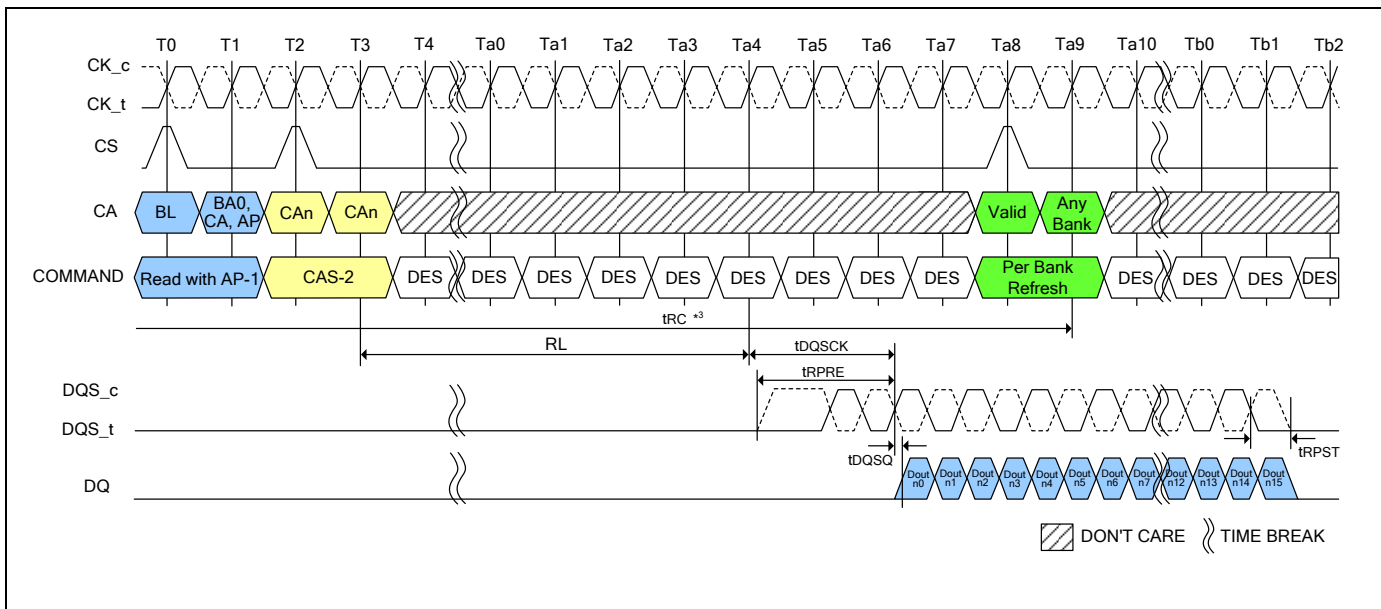 T0 T1 T2 T3 T4 Ta0 Ta1 Ta2 Ta3 Ta4 Ta5 Ta6 Ta7 Ta8 Ta9 Ta10 Tb0 Tb1 Tb2
CK_c
CK_t
CS
CA BL BA0, CA, AP CAn CAn Valid Any Bank
COMMAND Read with AP-1 CAS-2 DES DES DES DES DES DES DES DES DES Per Bank Refresh DES DES DES DES
tRC *3
RL tDQSCK
tRPRE
DQS_c
DQS_t
tDQSQ tRPST
DQ Dout n0 Dout n1 Dout n2 Dout n3 Dout n4 Dout n5 Dout n6 Dout n7 Dout n12 Dout n13 Dout n14 Dout n15
DON'T CARE TIME BREAK